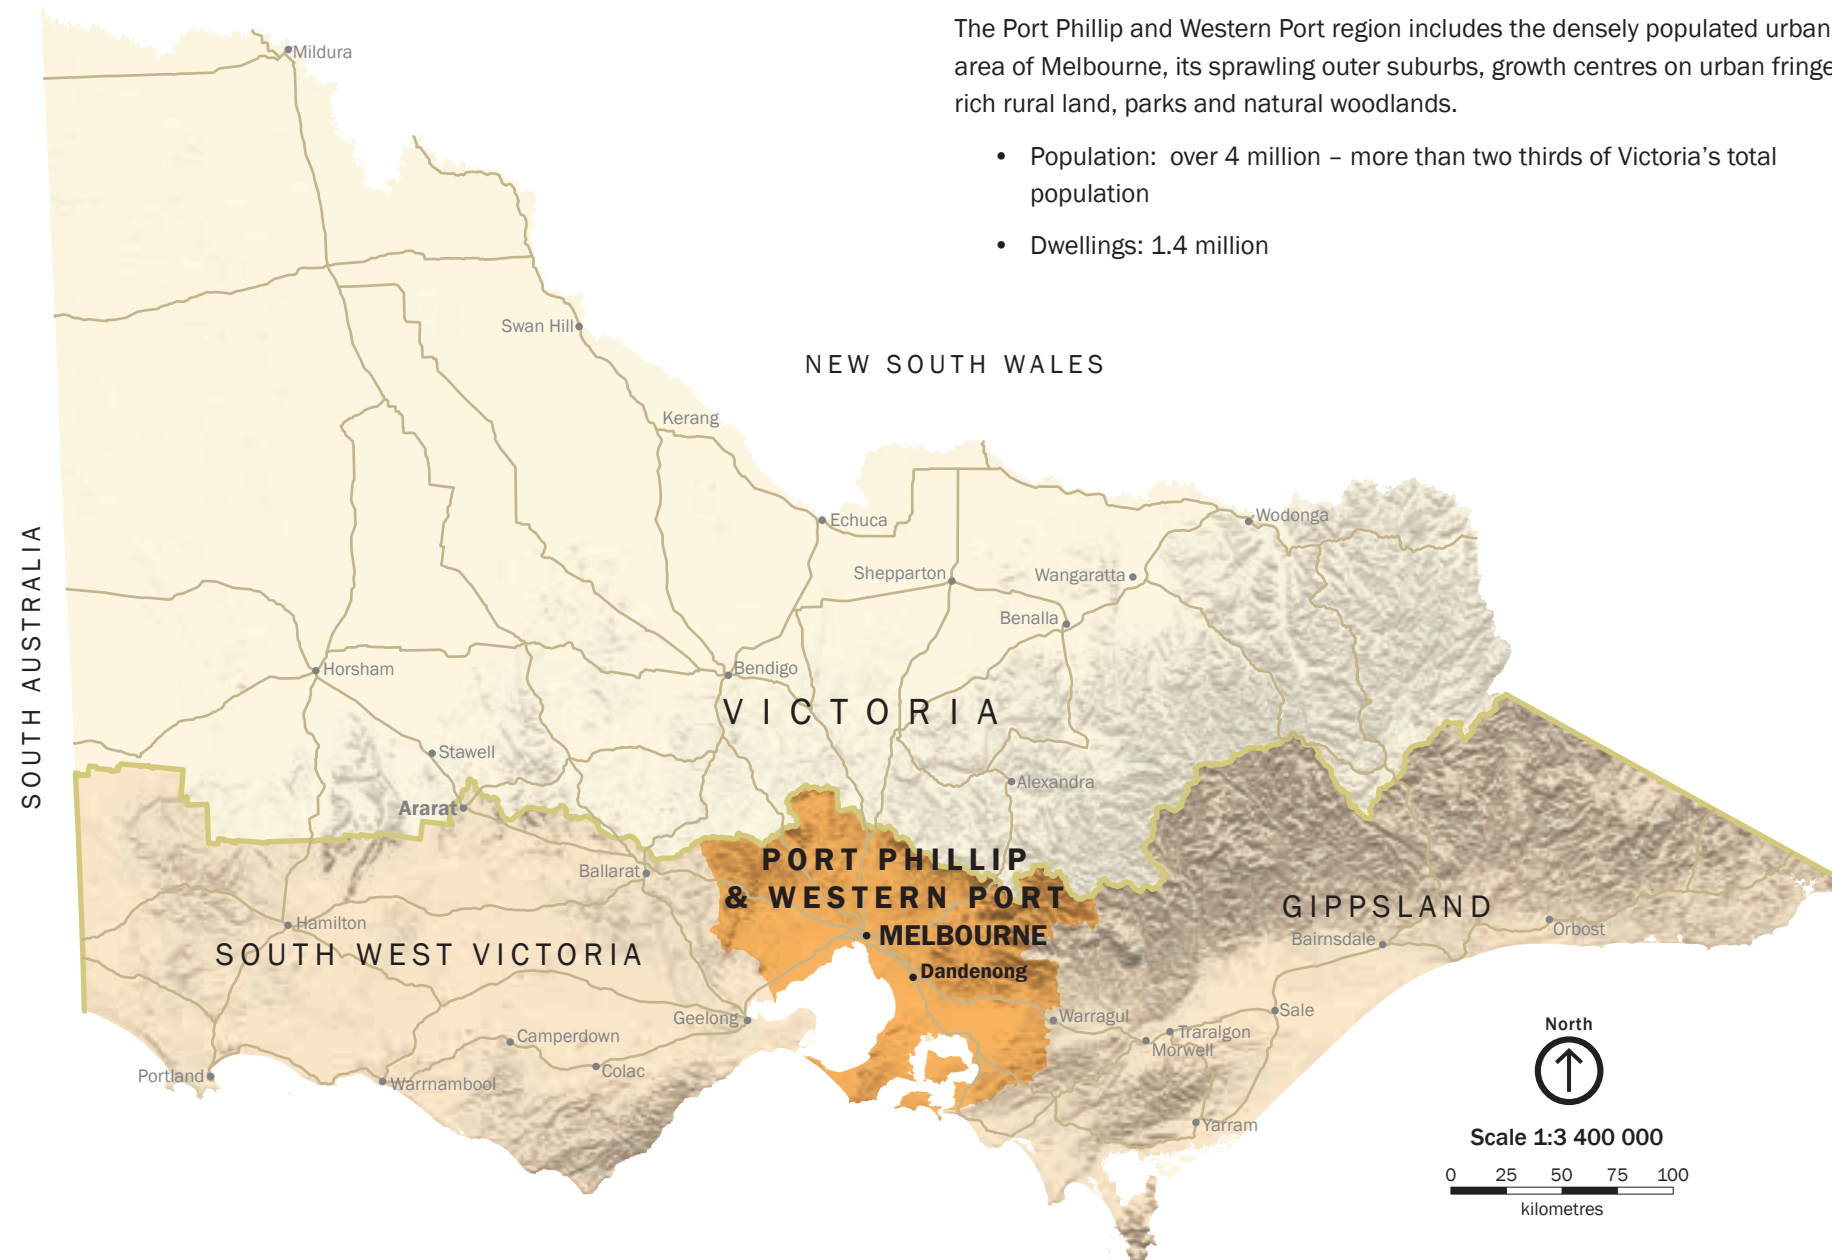 The Port Phillip and Western Port region includes the densely populated urban
area of Melbourne, its sprawling outer suburbs, growth centres on urban fringe
rich rural land, parks and natural woodlands.
• Population: over 4 million – more than two thirds of Victoria's total
population
• Dwellings: 1.4 million
Mildura
Swan Hill
NEW SOUTH WALES
Kerang
Echuca
Wodonga
SOUTH AUSTRALIA
Shepparton
Wangaratta
Benalla
Horsham
Bendigo
VICTORIA
Stawell
Alexandra
Ararat
PORT PHILLIP
& WESTERN PORT
Ballarat
GIPPSLAND
Hamilton
MELBOURNE
Bairnsdale
Orbost
SOUTH WEST VICTORIA
Dandenong
Geelong
Warragul
Sale
Camperdown
Traralgon
Morwell
Colac
Portland
Warrnambool
Yarram
North
Scale 1:3 400 000
0 25 50 75 100
kilometres